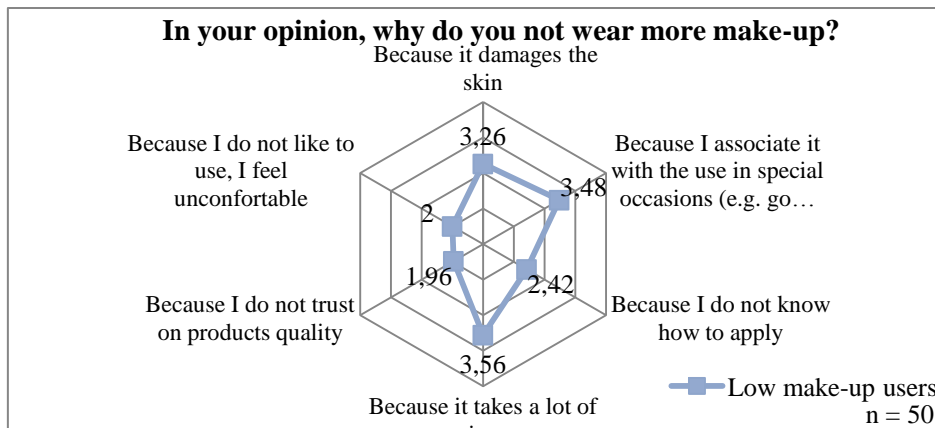 In your opinion, why do you not wear more make-up?
Because it damages the
skin
3,26
Because I associate it
with the use in special
occasions (e.g. go…
3,48
Because I do not know
how to apply
2,42
Because it takes a lot of
3,56
Because I do not trust
on products quality
1,96
Because I do not like to
use, I feel
unconfortable
2
Low make-up users
n = 50